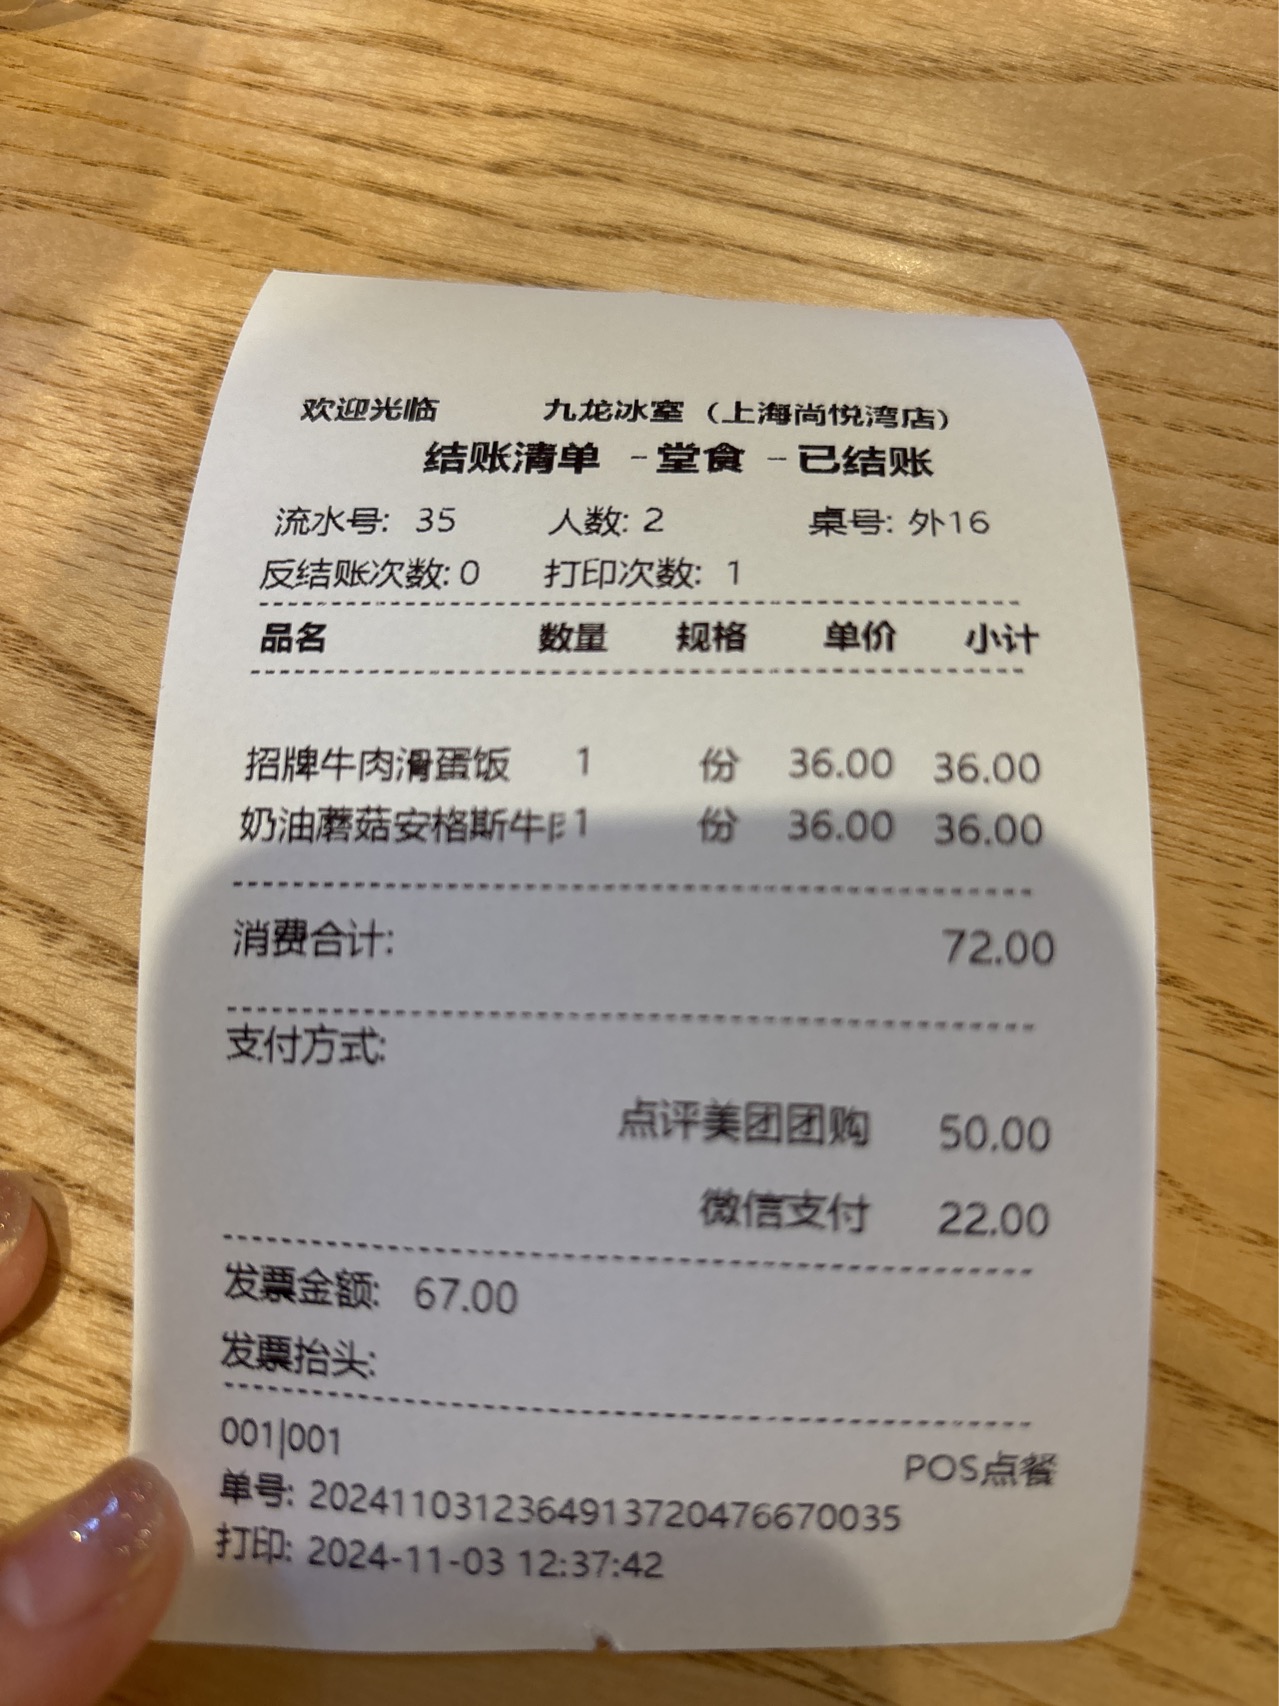 欢迎光临 九龙冰室（上海尚悦湾店）
结账清单 -堂食 -已结账
流水号: 35 人数: 2 桌号: 外16
反结账次数: 0 打印次数: 1
品名 数量 规格 单价 小计
招牌牛肉滑蛋饭 1 份 36.00 36.00
奶油蘑菇安格斯牛 1 份 36.00 36.00
消费合计: 72.00
支付方式:
点评美团团购 50.00
微信支付 22.00
发票金额: 67.00
发票抬头:
001|001
POS点餐
单号: 2024110312364913720476670035
打印: 2024-11-03 12:37:42